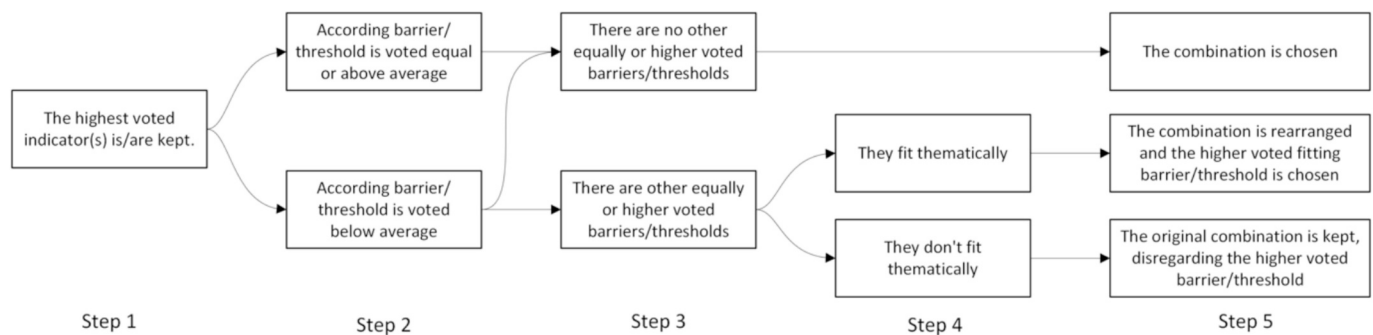 The highest voted
indicator(s) is/are kept.
According barrier/
threshold is voted equal
or above average
According barrier/
threshold is voted
below average
There are no other
equally or higher voted
barriers/thresholds
There are other equally
or higher voted
barriers/thresholds
They fit thematically
They don't fit
thematically
The combination is chosen
The combination is rearranged
and the higher voted fitting
barrier/threshold is chosen
The original combination is kept,
disregarding the higher voted
barrier/threshold
Step 1
Step 2
Step 3
Step 4
Step 5